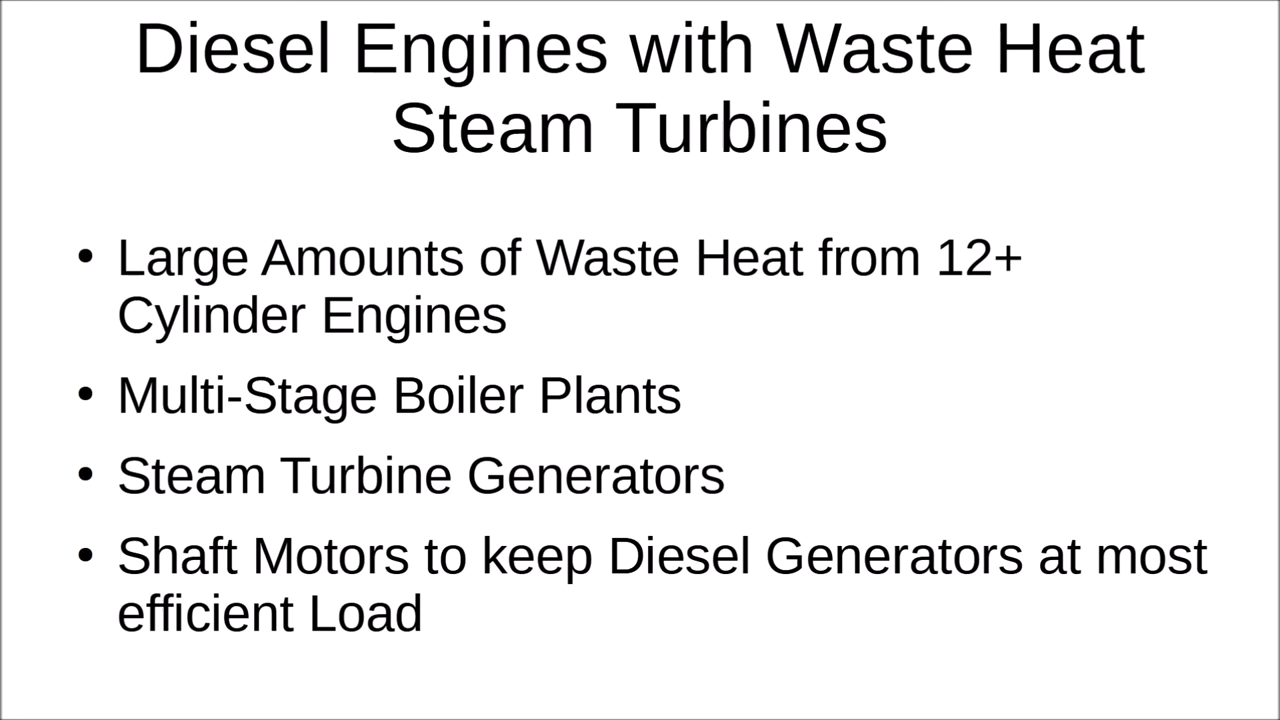 Diesel Engines with Waste Heat
Steam Turbines
• Large Amounts of Waste Heat from 12+
Cylinder Engines
• Multi-Stage Boiler Plants
• Steam Turbine Generators
• Shaft Motors to keep Diesel Generators at most
efficient Load